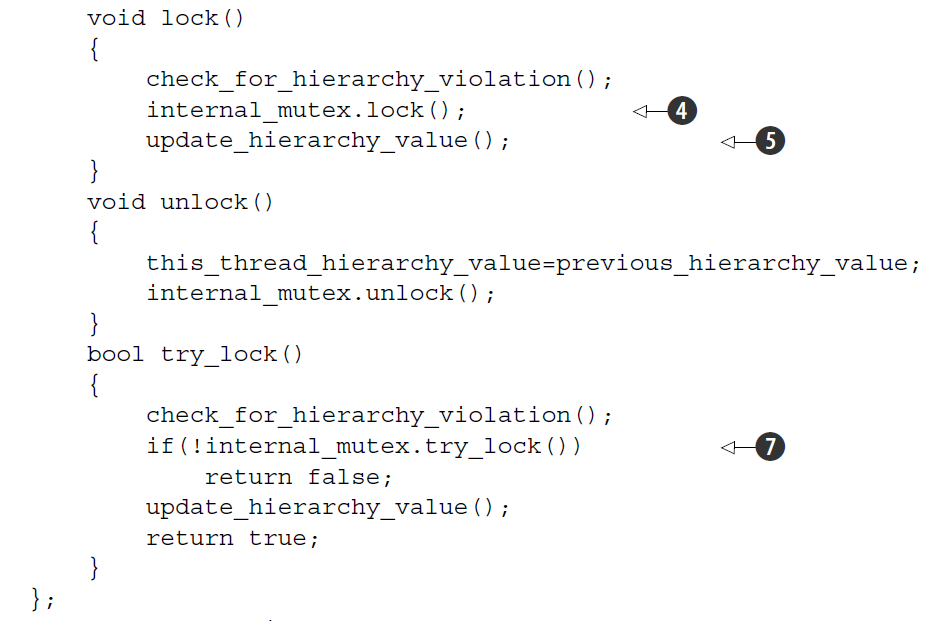 void lock()
{
check_for_hierarchy_violation();
internal_mutex.lock(); 4
update_hierarchy_value(); 5
}
void unlock()
{
this_thread_hierarchy_value=previous_hierarchy_value;
internal_mutex.unlock();
}
bool try_lock()
{
check_for_hierarchy_violation();
if(!internal_mutex.try_lock()) 7
return false;
update_hierarchy_value();
return true;
}
};